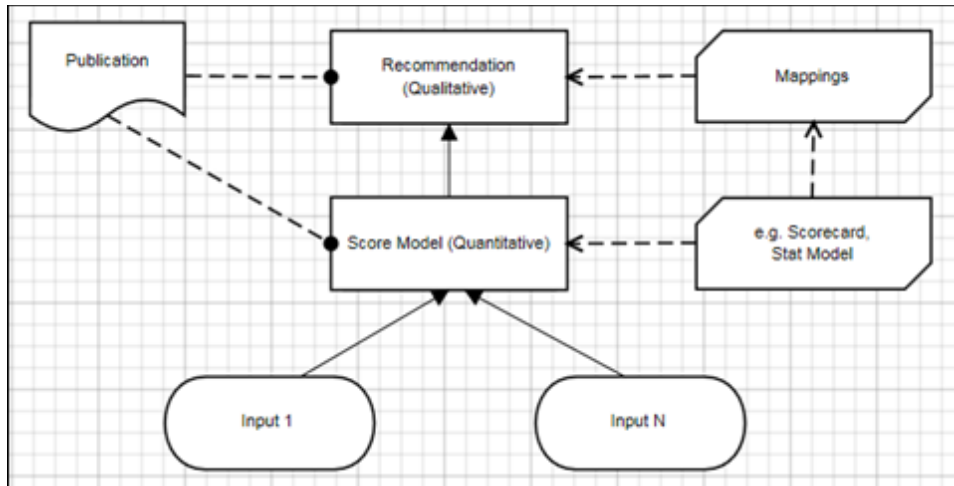 Publication
Recommendation
(Qualitative)
Mappings
Score Model (Quantitative)
e.g. Scorecard,
Stat Model
Input 1
Input N